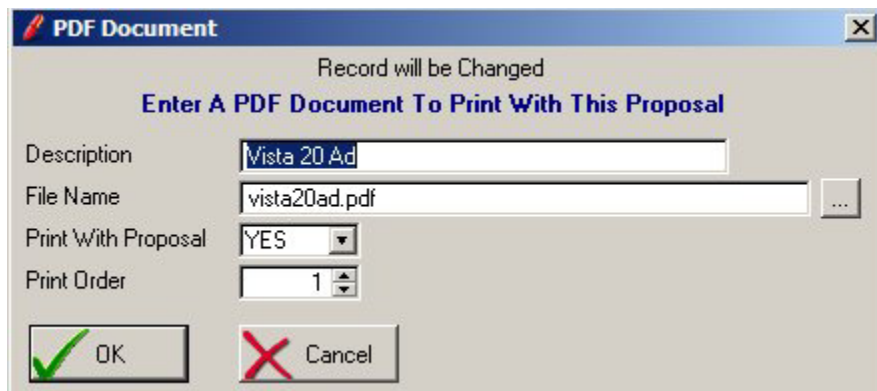 PDF Document
Record will be Changed
Enter A PDF Document To Print With This Proposal
Description Vista 20 Ad
File Name vista20ad.pdf ...
Print With Proposal YES
Print Order 1
OK Cancel